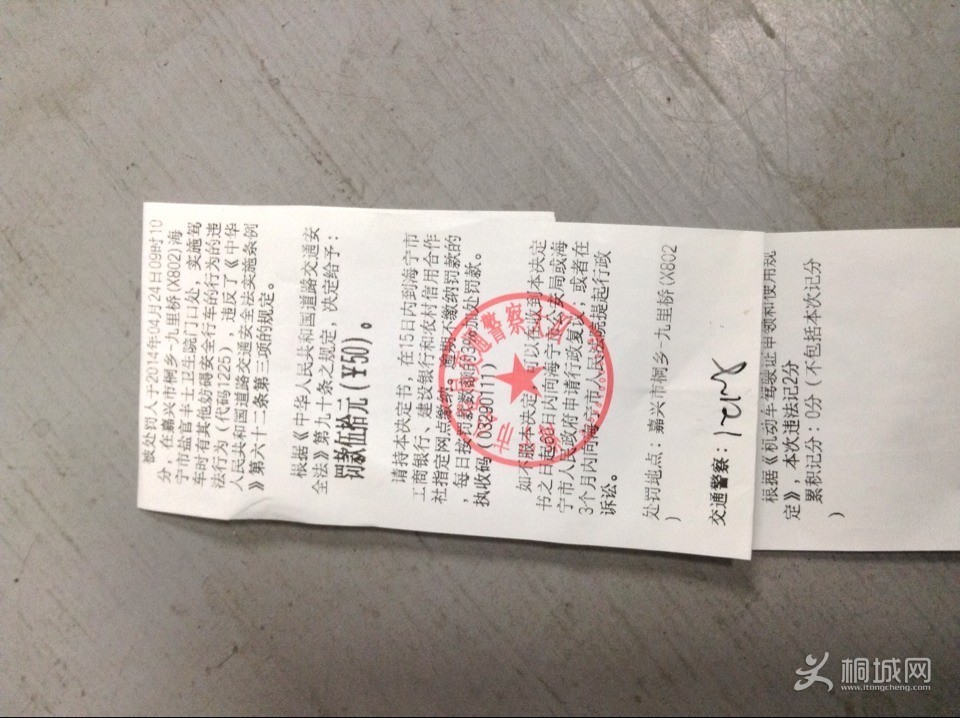 被处罚人于2014年04月24日09时10
分，在嘉兴市桐乡-九里桥(X802)海
宁市盐官丰士卫生院门口处，实施驾
车时有其他妨碍安全行车的行为的违
法行为（代码1225），违反了《中华
人民共和国道路交通安全法实施条例
》第六十二条第三项的规定。
根据《中华人民共和国道路交通安
全法》第九十条之规定，决定给予：
罚款伍拾元(￥50)。
请持本决定书，在15日内到海宁市
工商银行、建设银行和农村信用合作
社指定网点缴纳。逾期不缴纳罚款的
，每日按罚款数额的3%加处罚款。
执收码(03290111)
如不服本决定，可以在收到本决定
书之日起60日内向海宁市公安局或海
宁市人民政府申请行政复议；或者在
3个月内向海宁市人民法院提起行政
诉讼。
处罚地点：嘉兴市桐乡-九里桥(X802
)
交通警察：
根据《机动车驾驶证申领和使用规
定》，本次违法记2分
累积记分：0分（不包括本次记分
）
交通警察
桐城网
www.itongcheng.com